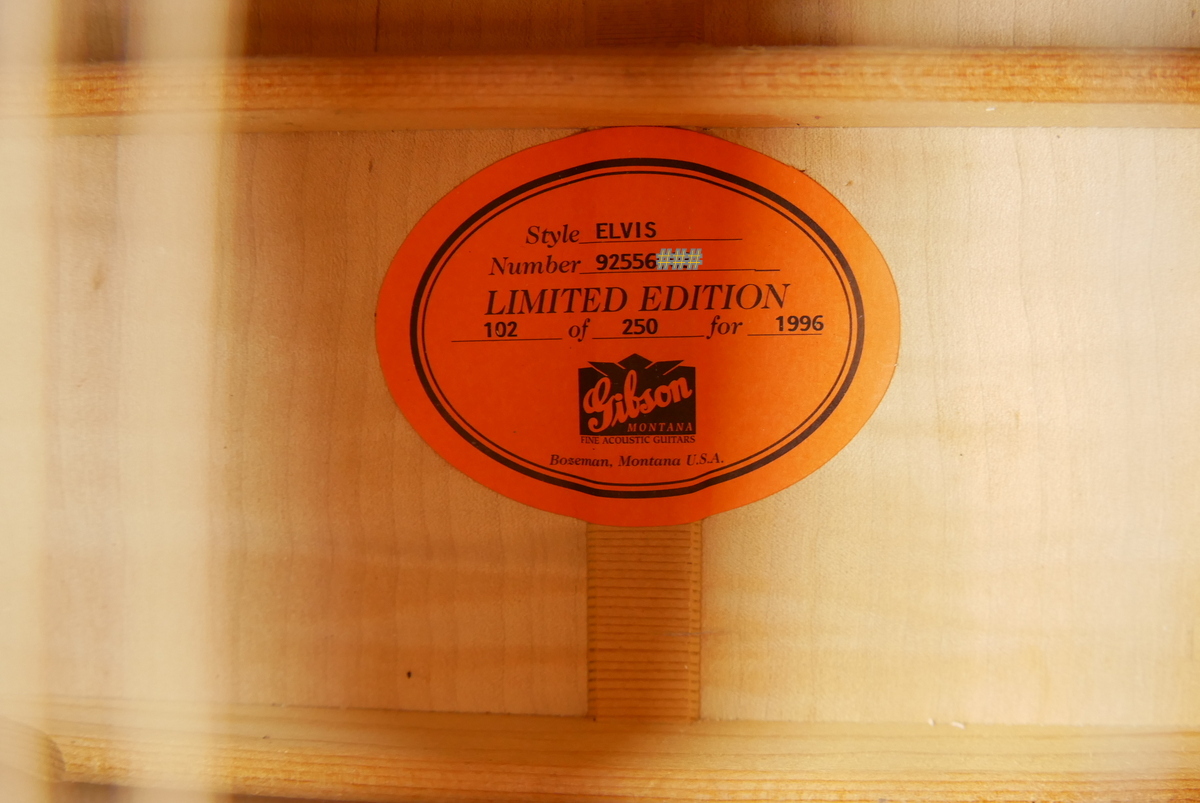 Style ELVIS
Number 92556###
LIMITED EDITION
102 of 250 for 1996
Gibson
MONTANA
FINE ACOUSTIC GUITARS
Bozeman, Montana U.S.A.